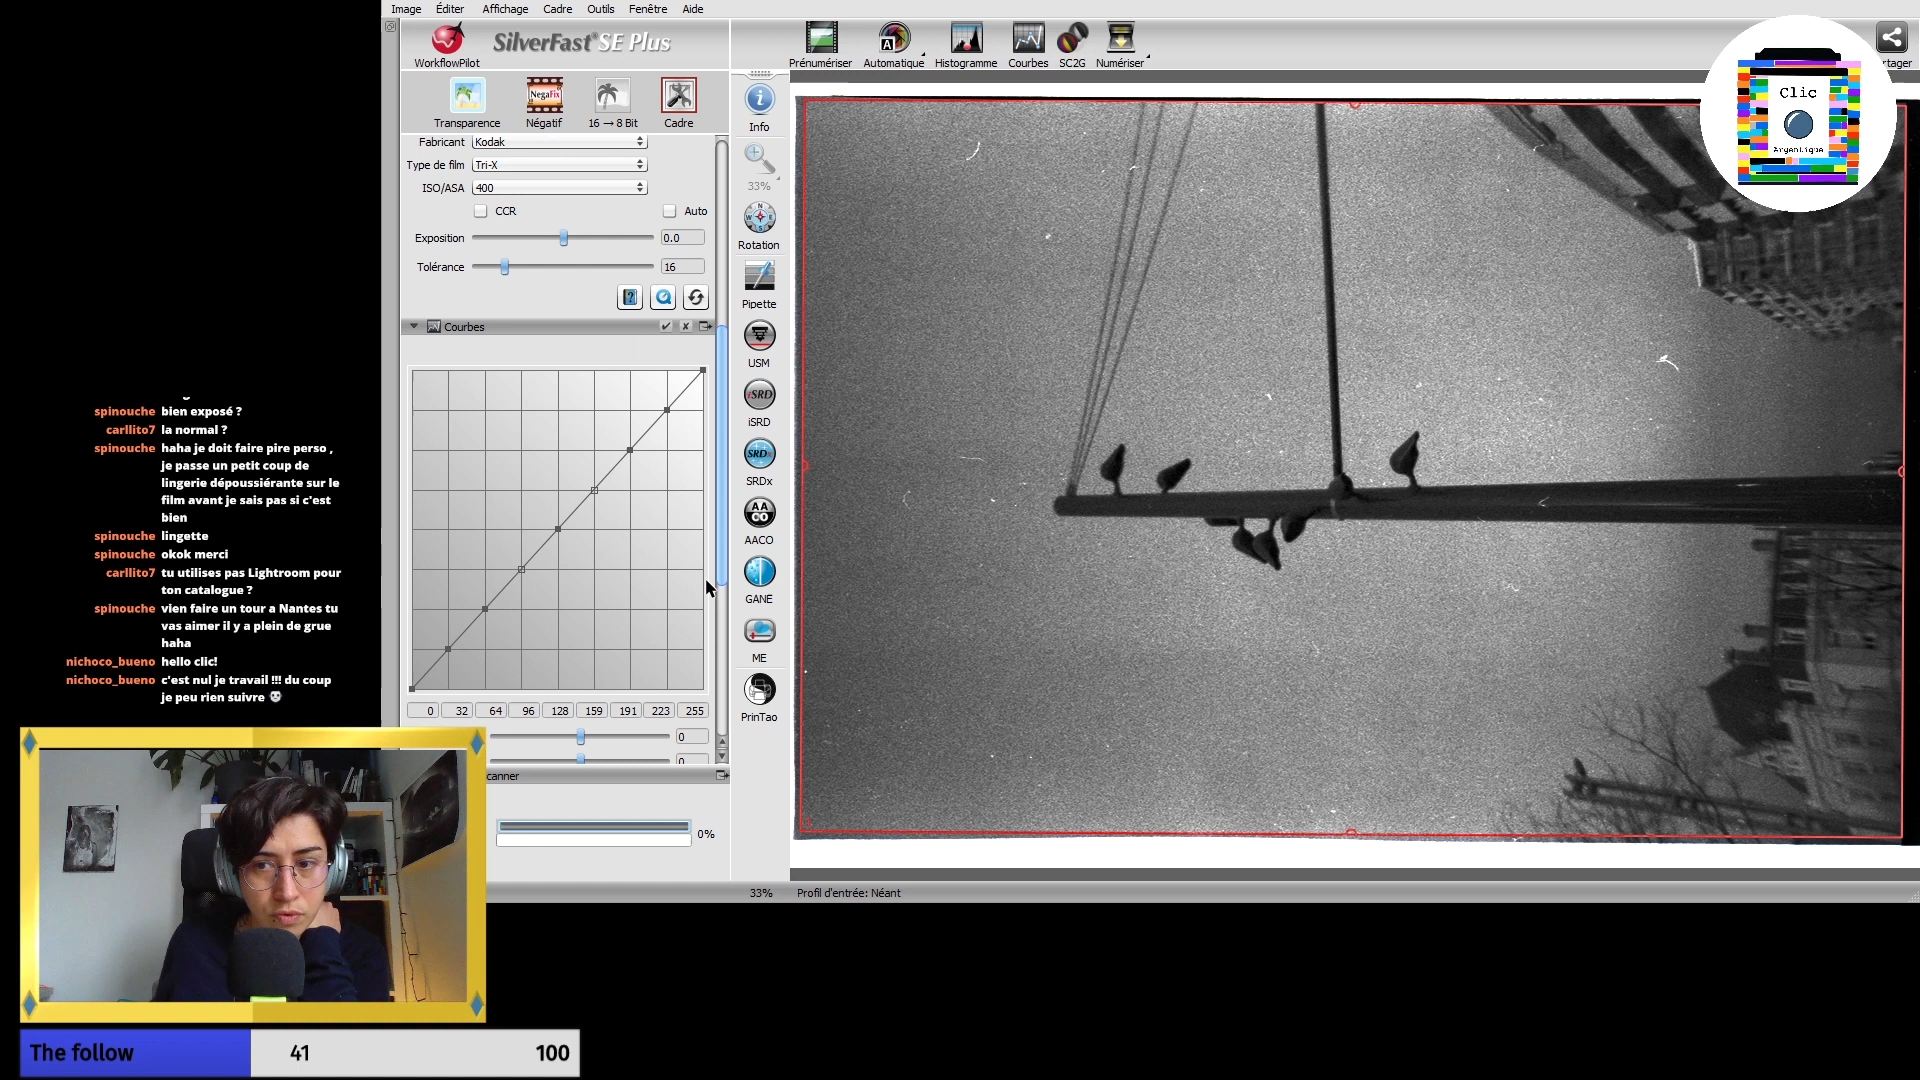 Image Éditer Affichage Cadre Outils Fenêtre Aide
WorkflowPilot
SilverFast® SE Plus
Prénumériser Automatique Histogramme Courbes SC2G Numériser
Clic
Argentique
Transparence Négatif 16 → 8 Bit Cadre
NegaFix
Fabricant Kodak
Type de film Tri-X
ISO/ASA 400
CCR Auto
Exposition 0.0
Tolérance 16
Courbes
0 32 64 96 128 159 191 223 255
0
0
canner
0%
Info
33%
Rotation
Pipette
USM
iSRD
iSRD
SRDx
SRDx
AACO
AACO
GANE
ME
PrinTao
33% Profil d'entrée: Néant
spinouche bien exposé ?
carllito7 la normal ?
spinouche haha je doit faire pire perso ,
je passe un petit coup de
lingerie dépoussiérante sur le
film avant je sais pas si c'est
bien
spinouche lingette
spinouche okok merci
carllito7 tu utilises pas Lightroom pour
ton catalogue ?
spinouche vien faire un tour a Nantes tu
vas aimer il y a plein de grue
haha
nichoco_bueno hello clic!
nichoco_bueno c'est nul je travail !!! du coup
je peu rien suivre 💀
The follow 41 100